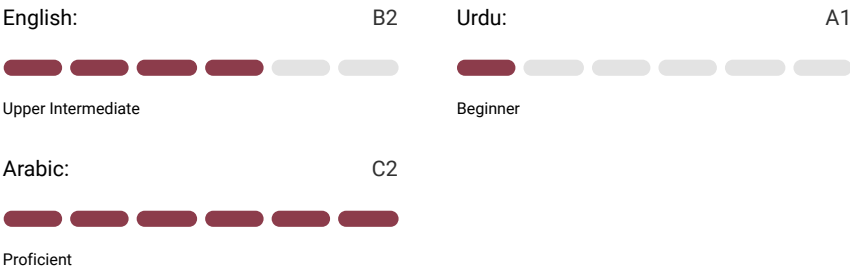 English: B2
Upper Intermediate
Urdu: A1
Beginner
Arabic: C2
Proficient